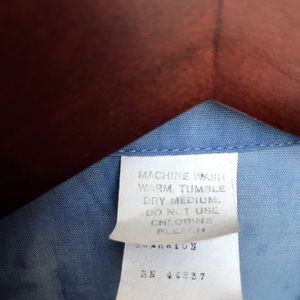 MACHINE WASH
WARM, TUMBLE
DRY MEDIUM.
DO NOT USE
CHLORINE
BLEACH
RN 44837